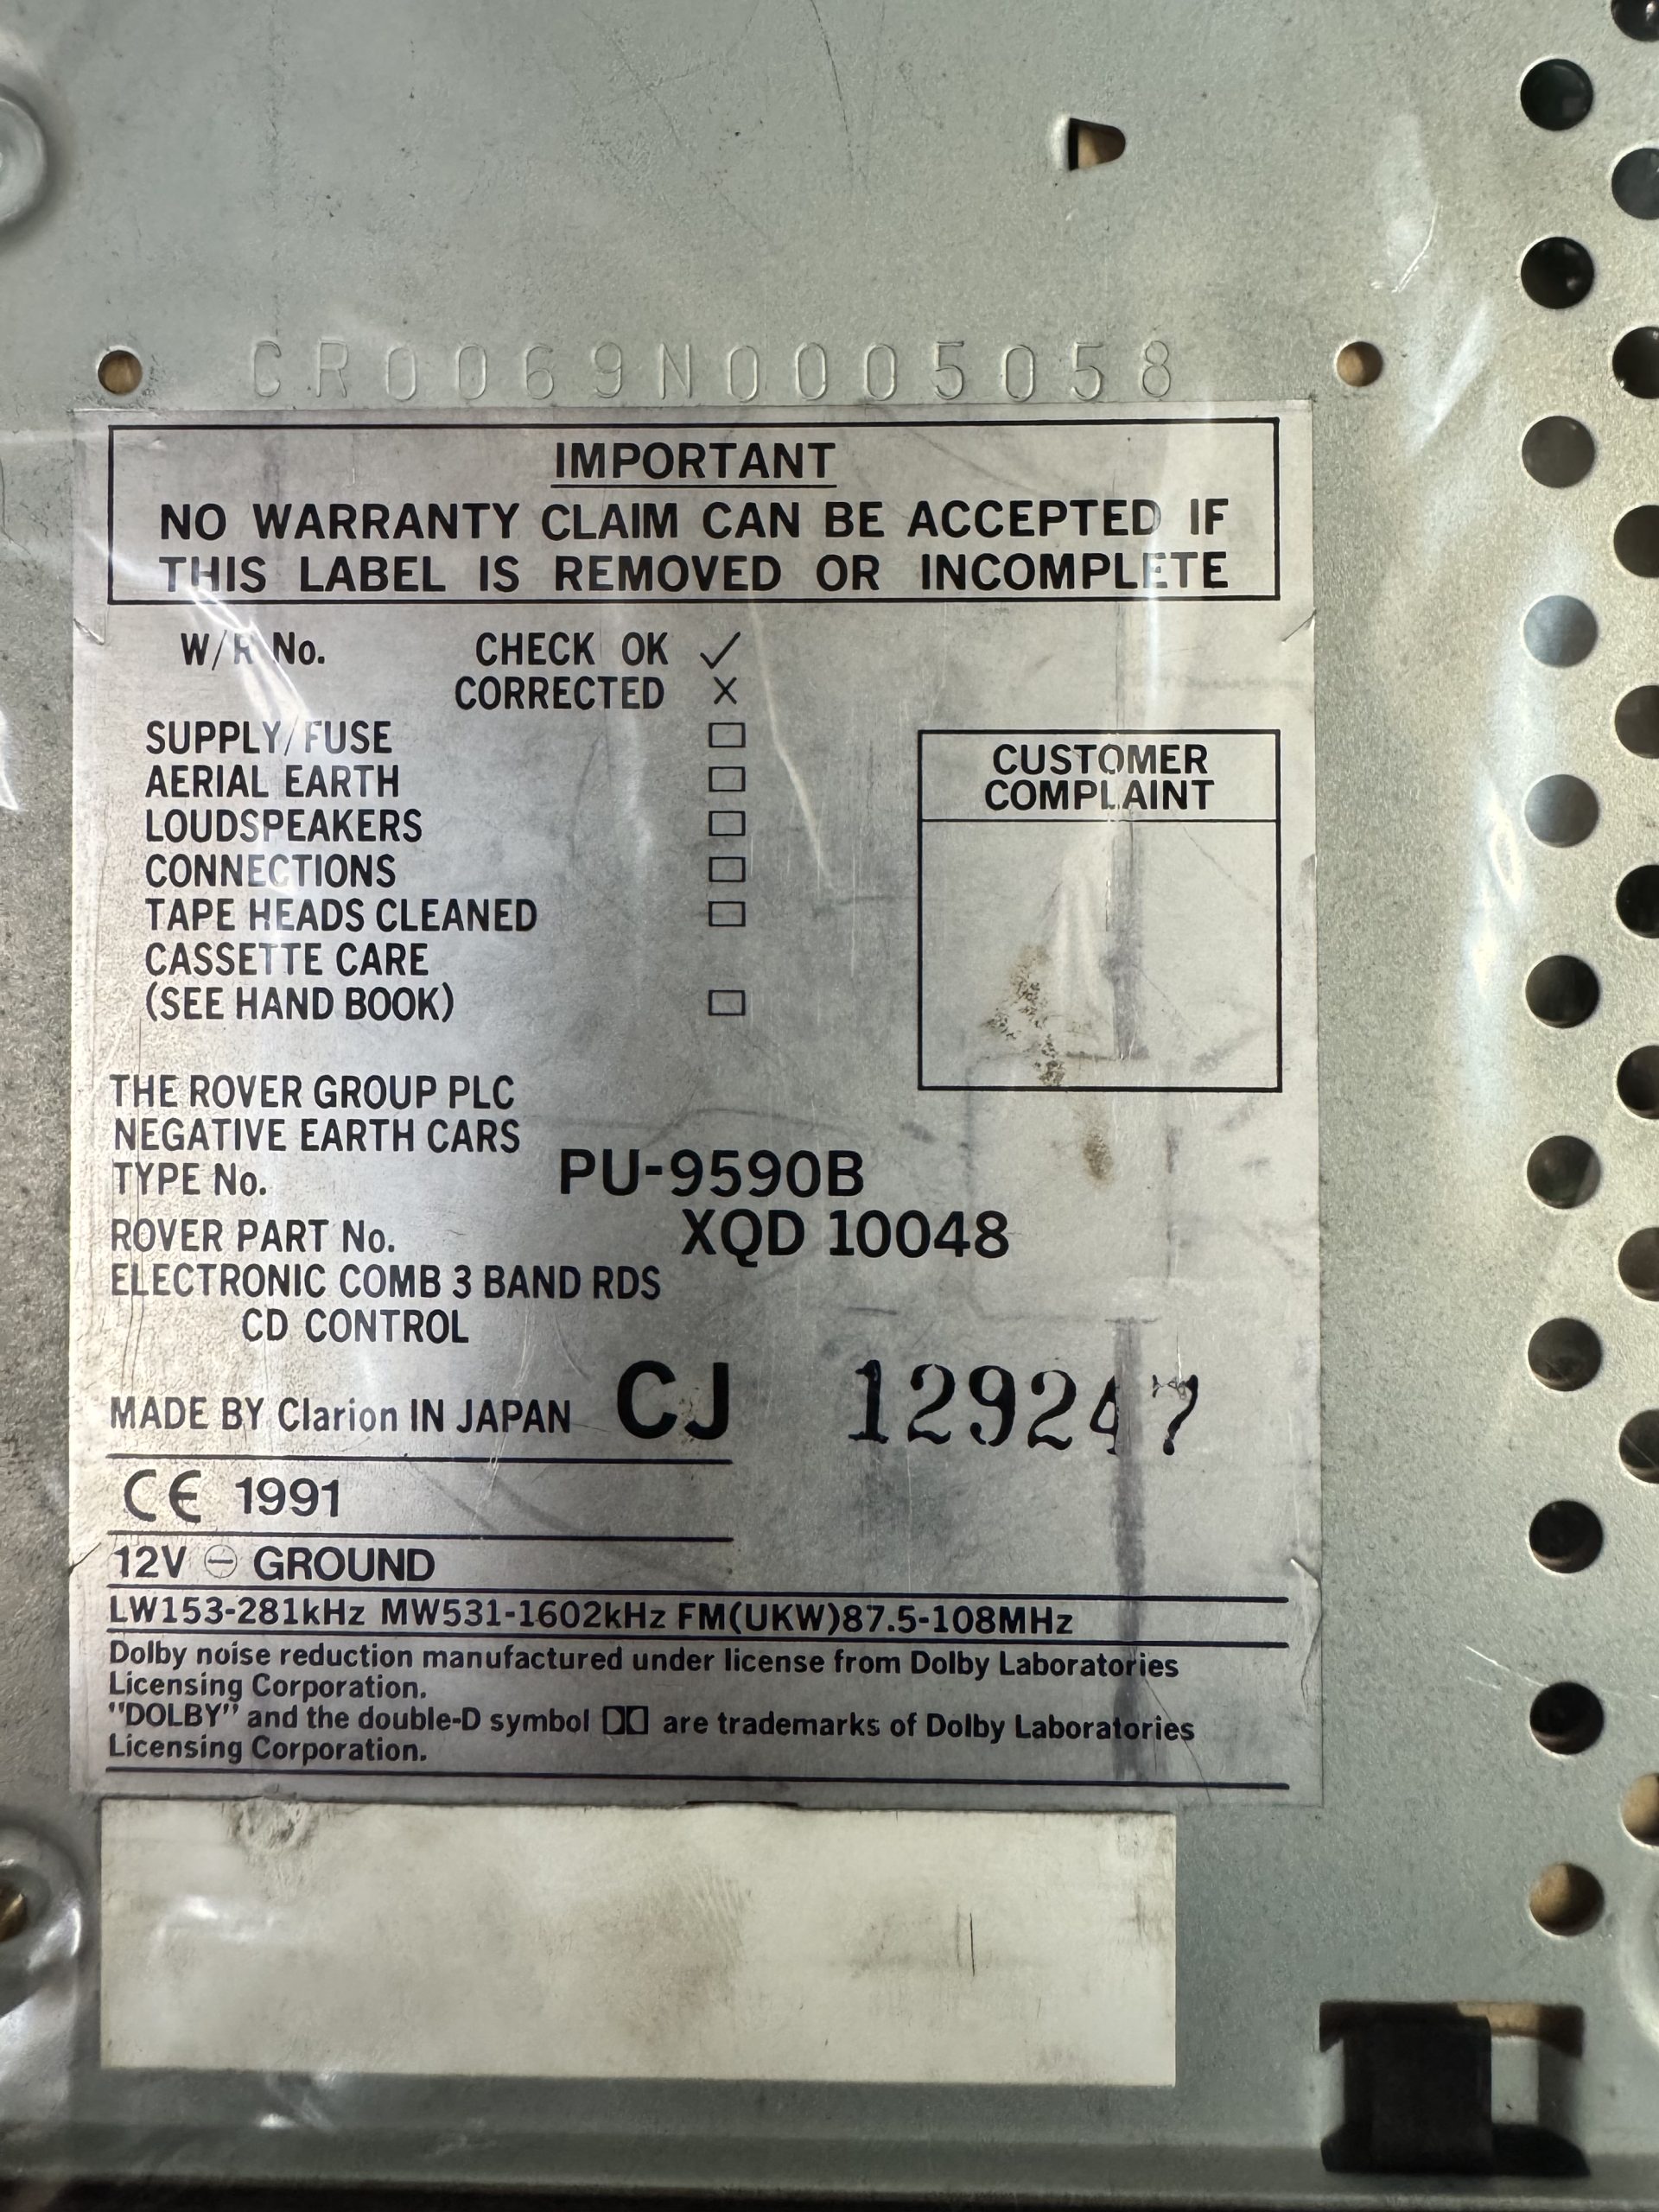 CR0069N0005058
IMPORTANT
NO WARRANTY CLAIM CAN BE ACCEPTED IF
THIS LABEL IS REMOVED OR INCOMPLETE
W/R No. CHECK OK ✓
CORRECTED X
SUPPLY/FUSE □
AERIAL EARTH □
LOUDSPEAKERS □
CONNECTIONS □
TAPE HEADS CLEANED □
CASSETTE CARE
(SEE HAND BOOK) □
CUSTOMER
COMPLAINT
THE ROVER GROUP PLC
NEGATIVE EARTH CARS
TYPE No. PU-9590B
ROVER PART No. XQD 10048
ELECTRONIC COMB 3 BAND RDS
CD CONTROL
MADE BY Clarion IN JAPAN CJ 129247
CE 1991
12V ⊖ GROUND
LW153-281kHz MW531-1602kHz FM(UKW)87.5-108MHz
Dolby noise reduction manufactured under license from Dolby Laboratories
Licensing Corporation.
"DOLBY" and the double-D symbol are trademarks of Dolby Laboratories
Licensing Corporation.